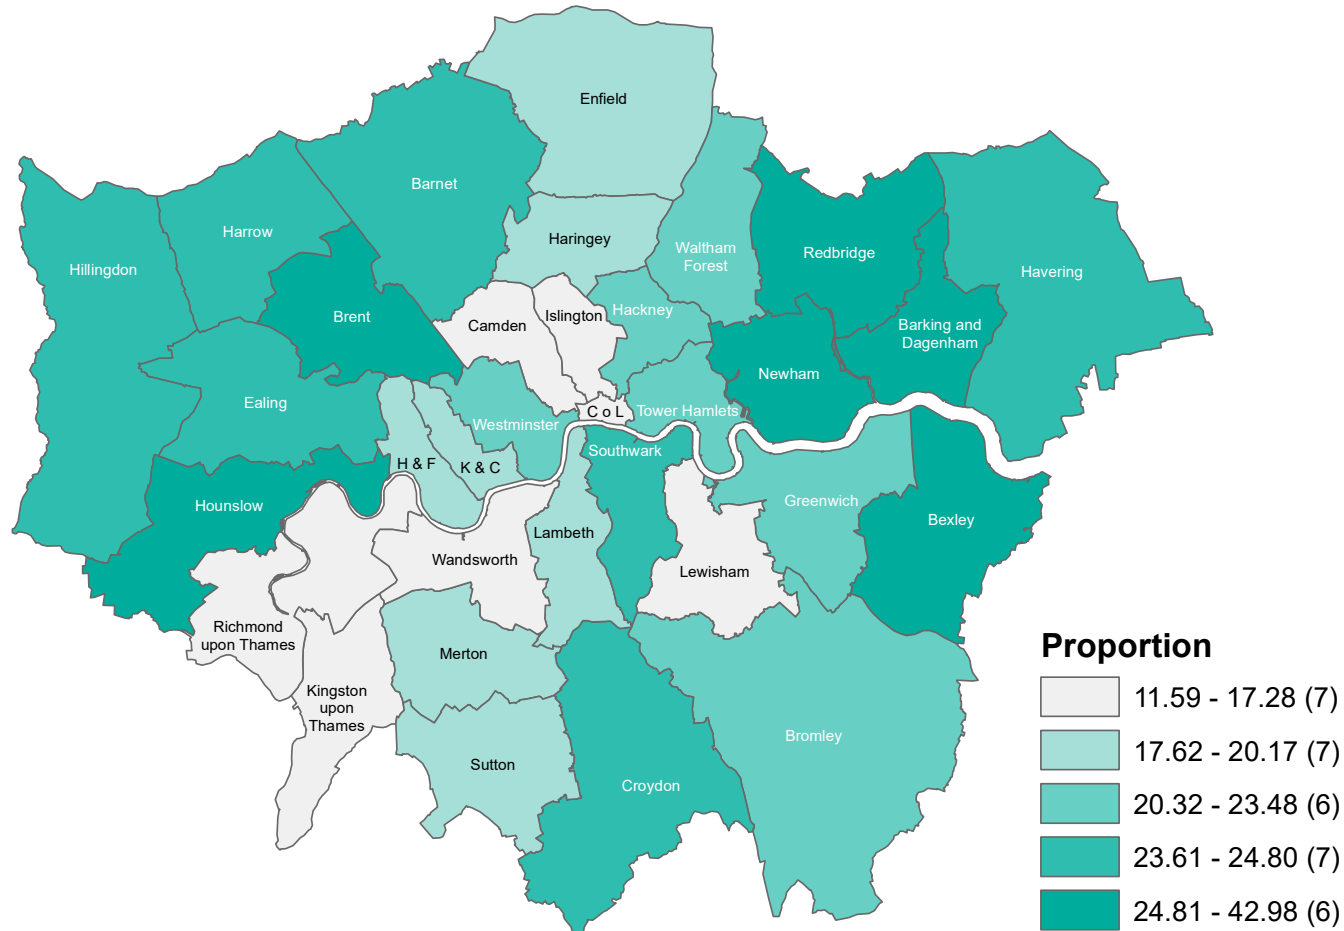 Enfield
Barnet
Harrow
Haringey
Waltham
Forest
Redbridge
Hillingdon
Havering
Brent
Camden
Islington
Hackney
Barking and
Dagenham
Newham
Ealing
Westminster
C o L
Tower Hamlets
H & F
K & C
Southwark
Hounslow
Greenwich
Bexley
Lambeth
Wandsworth
Lewisham
Richmond
upon Thames
Merton
Kingston
upon
Thames
Bromley
Sutton
Croydon
Proportion
11.59 - 17.28 (7)
17.62 - 20.17 (7)
20.32 - 23.48 (6)
23.61 - 24.80 (7)
24.81 - 42.98 (6)